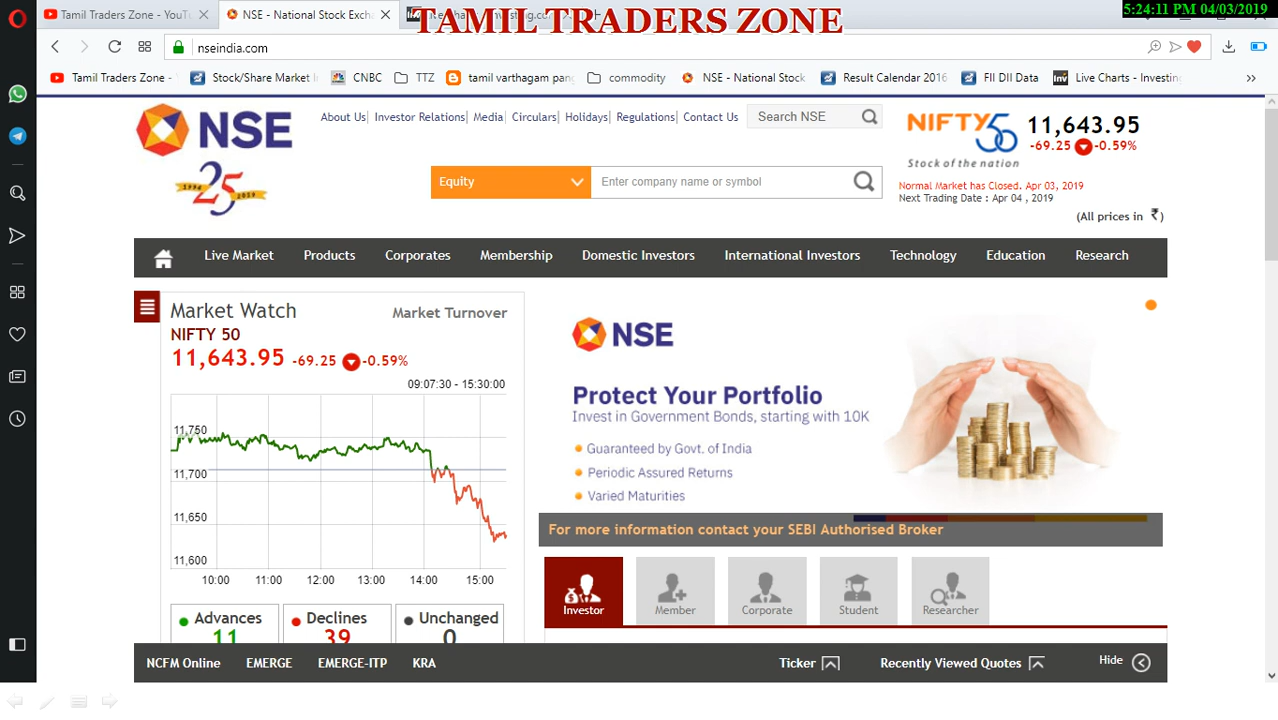 TAMIL TRADERS ZONE
5:24:11 PM 04/03/2019
Tamil Traders Zone - YouT
NSE - National Stock Excha
nseindia.com
Tamil Traders Zone -
Stock/Share Market I
CNBC
TTZ
tamil varthagam pan
commodity
NSE - National Stock
Result Calendar 2016
FII DII Data
Live Charts - Investin
NSE
1994 25 2019
About Us| Investor Relations| Media| Circulars| Holidays| Regulations| Contact Us
Search NSE
Equity
Enter company name or symbol
NIFTY 50
Stock of the nation
11,643.95
-69.25 -0.59%
Normal Market has Closed. Apr 03, 2019
Next Trading Date : Apr 04 , 2019
(All prices in ₹)
Live Market Products Corporates Membership Domestic Investors International Investors Technology Education Research
Market Watch
Market Turnover
NIFTY 50
11,643.95 -69.25 -0.59%
09:07:30 - 15:30:00
11,750
11,700
11,650
11,600
10:00 11:00 12:00 13:00 14:00 15:00
Advances
11
Declines
39
Unchanged
0
NSE
Protect Your Portfolio
Invest in Government Bonds, starting with 10K
Guaranteed by Govt. of India
Periodic Assured Returns
Varied Maturities
For more information contact your SEBI Authorised Broker
Investor
Member
Corporate
Student
Researcher
NCFM Online EMERGE EMERGE-ITP KRA
Ticker
Recently Viewed Quotes
Hide